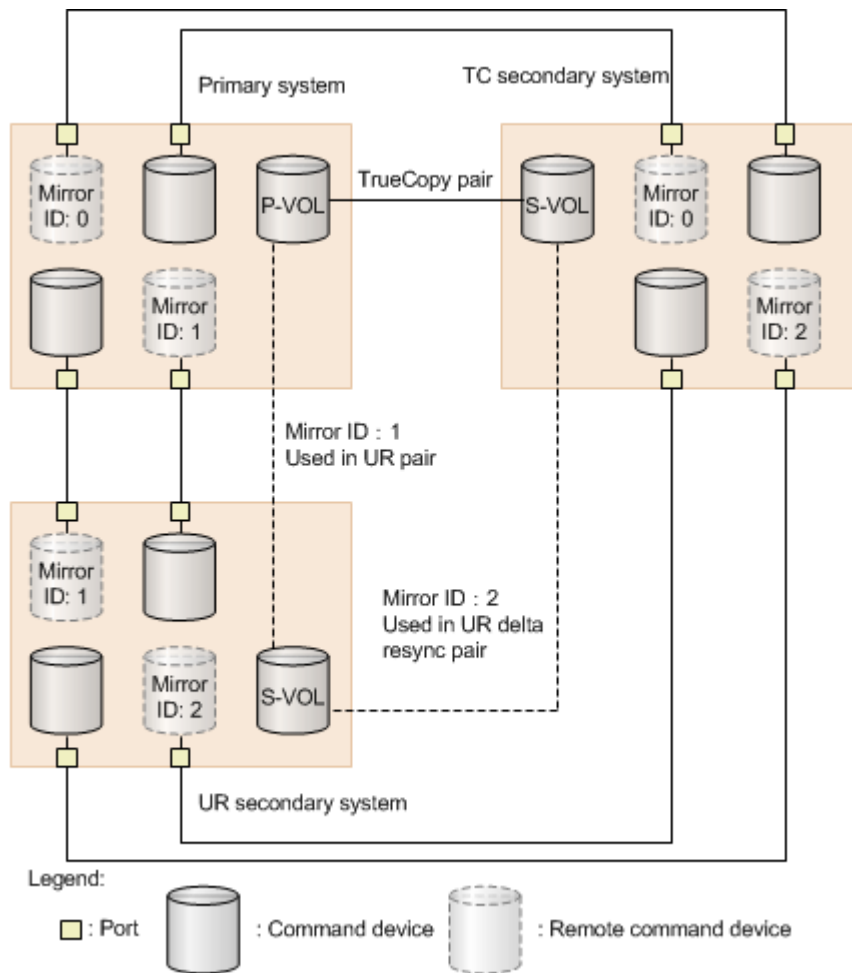 Primary system
TC secondary system
Mirror
ID: 0
P-VOL
TrueCopy pair
S-VOL
Mirror
ID: 0
Mirror
ID: 1
Mirror
ID: 2
Mirror ID : 1
Used in UR pair
Mirror
ID: 1
Mirror ID : 2
Used in UR delta
resync pair
Mirror
ID: 2
S-VOL
UR secondary system
Legend:
: Port
: Command device
: Remote command device